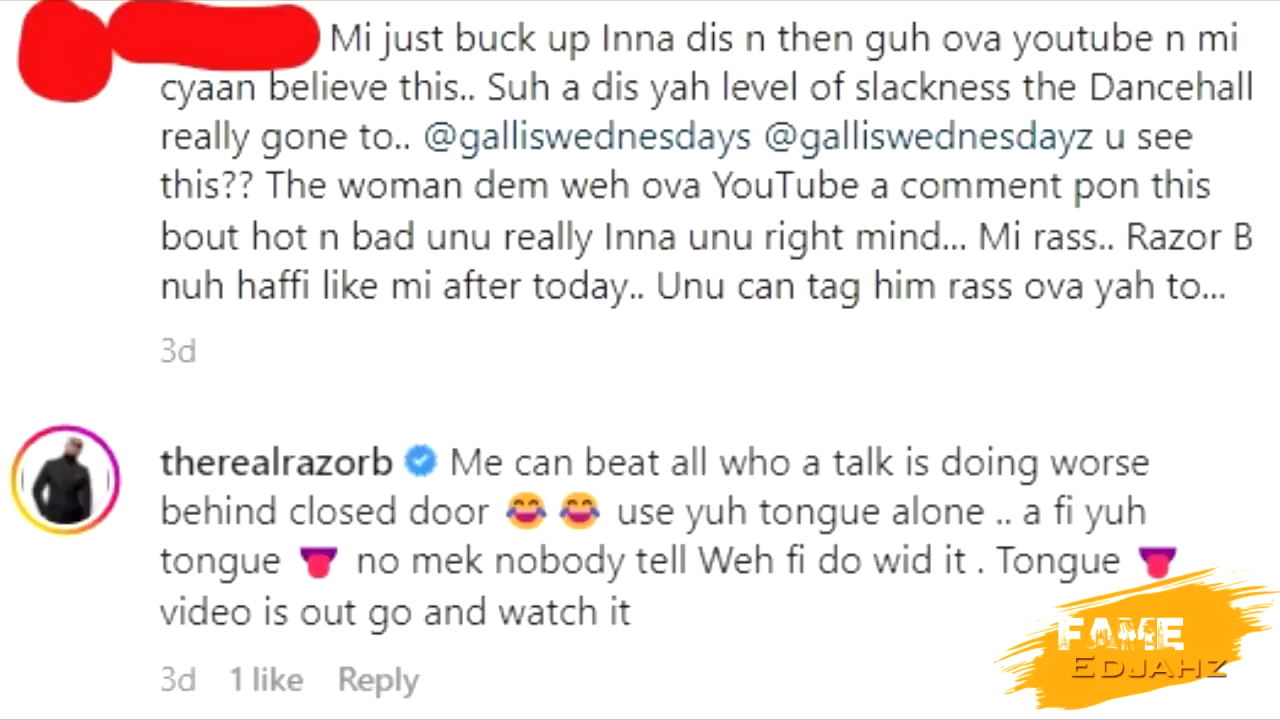 Mi just buck up Inna dis n then guh ova youtube n mi
cyaan believe this.. Suh a dis yah level of slackness the Dancehall
really gone to.. @galliswednesdays @galliswednesdayz u see
this?? The woman dem weh ova YouTube a comment pon this
bout hot n bad unu really Inna unu right mind... Mi rass.. Razor B
nuh haffi like mi after today.. Unu can tag him rass ova yah to...
3d
therealrazorb Me can beat all who a talk is doing worse
behind closed door 😂 😂 use yuh tongue alone .. a fi yuh
tongue 👅 no mek nobody tell Weh fi do wid it . Tongue 👅
video is out go and watch it
3d 1 like Reply
FAME
EDJAHZ